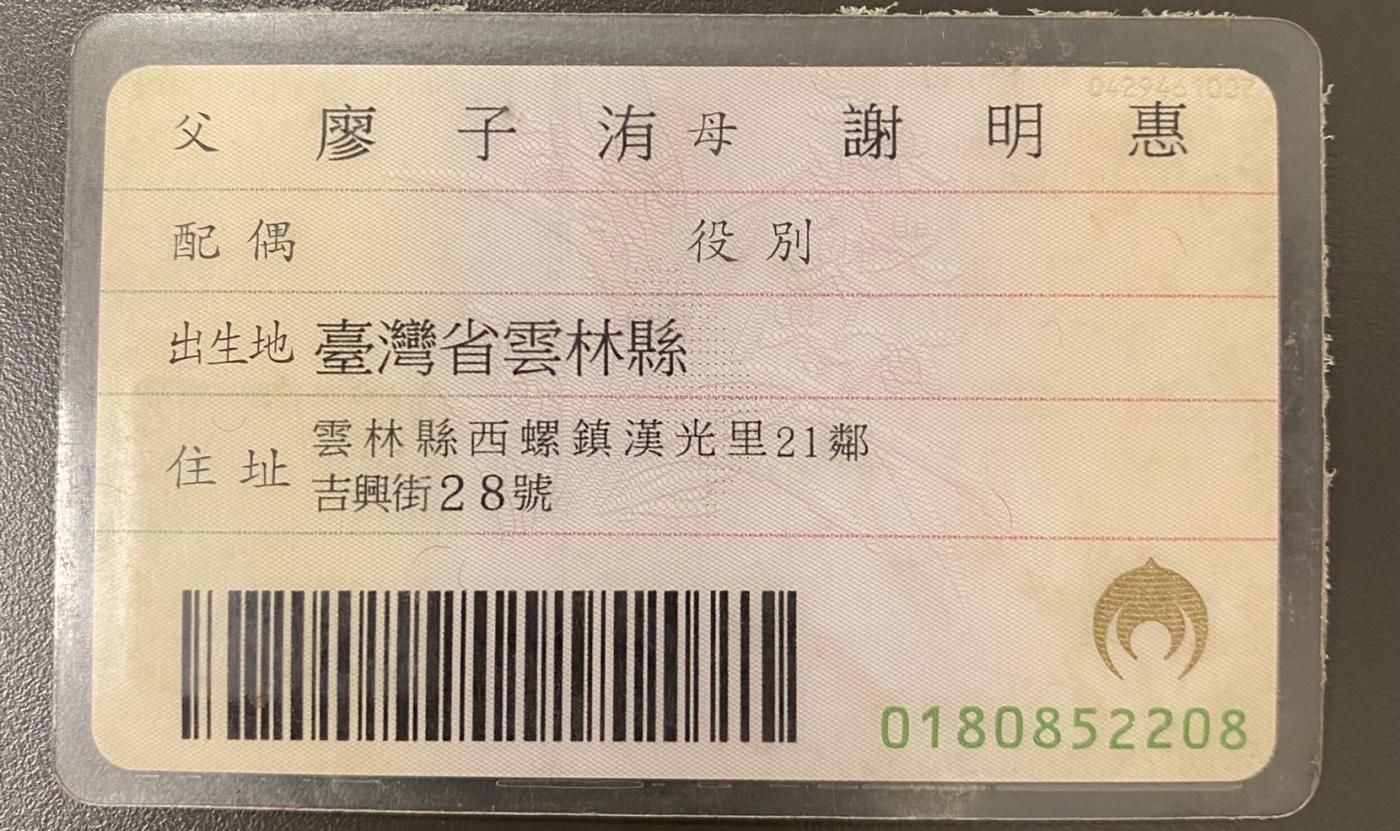 0429461007
父 廖子洧 母 謝明惠
配偶 役別
出生地 臺灣省雲林縣
住址 雲林縣西螺鎮漢光里21鄰
吉興街28號
0180852208